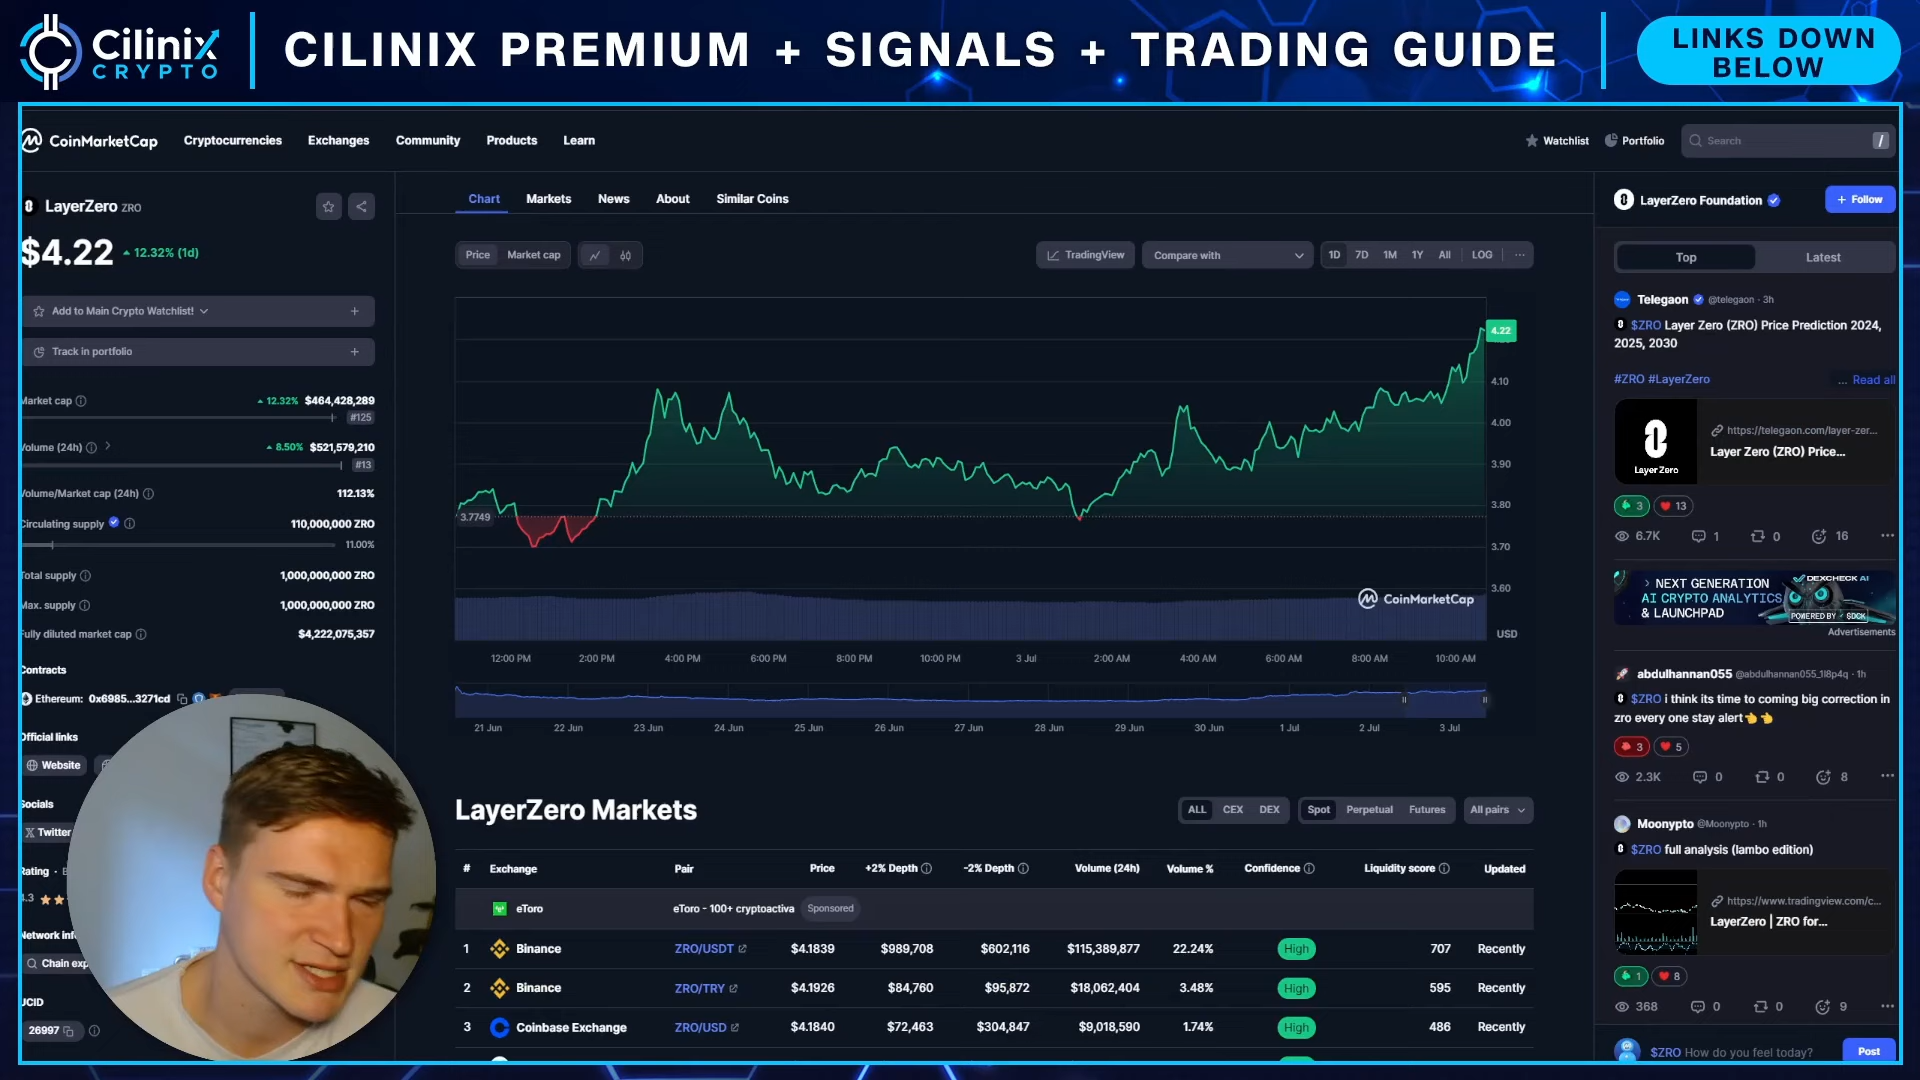 Cilinix
CRYPTO
CILINIX PREMIUM + SIGNALS + TRADING GUIDE
LINKS DOWN
BELOW
CoinMarketCap
Cryptocurrencies
Exchanges
Community
Products
Learn
Watchlist
Portfolio
Search
/
LayerZero ZRO
$4.22
12.32% (1d)
Add to Main Crypto Watchlist!
Track in portfolio
Market cap
12.32% $464,428,289
#125
Volume (24h)
8.50% $521,579,210
#13
Volume/Market cap (24h)
112.13%
Circulating supply
110,000,000 ZRO
11.00%
Total supply
1,000,000,000 ZRO
Max. supply
1,000,000,000 ZRO
Fully diluted market cap
$4,222,075,357
Contracts
Ethereum: 0x6985...3271cd
Official links
Website
Socials
Twitter
Rating
Chain exp
UCID
26997
Chart
Markets
News
About
Similar Coins
Price
Market cap
TradingView
Compare with
1D 7D 1M 1Y All LOG ...
4.22
4.10
4.00
3.90
3.80
3.70
3.60
3.7749
CoinMarketCap
USD
12:00 PM 2:00 PM 4:00 PM 6:00 PM 8:00 PM 10:00 PM 3 Jul 2:00 AM 4:00 AM 6:00 AM 8:00 AM 10:00 AM
21 Jun 22 Jun 23 Jun 24 Jun 25 Jun 26 Jun 27 Jun 28 Jun 29 Jun 30 Jun 1 Jul 2 Jul 3 Jul
LayerZero Markets
ALL CEX DEX
Spot Perpetual Futures
All pairs
# Exchange Pair Price +2% Depth -2% Depth Volume (24h) Volume % Confidence Liquidity score Updated
eToro eToro - 100+ cryptoactiva Sponsored
1 Binance ZRO/USDT $4.1839 $989,708 $602,116 $115,389,877 22.24% High 707 Recently
2 Binance ZRO/TRY $4.1926 $84,760 $95,872 $18,062,404 3.48% High 595 Recently
3 Coinbase Exchange ZRO/USD $4.1840 $72,463 $304,847 $9,018,590 1.74% High 486 Recently
LayerZero Foundation
+ Follow
Top
Latest
Telegaon @telegaon · 3h
$ZRO Layer Zero (ZRO) Price Prediction 2024,
2025, 2030
#ZRO #LayerZero
... Read all
Layer Zero
https://telegaon.com/layer-zer...
Layer Zero (ZRO) Price...
3 13
6.7K 1 0 16 ...
NEXT GENERATION
AI CRYPTO ANALYTICS
& LAUNCHPAD
DEXCHECK AI
POWERED BY $DCK
Advertisements
abdulhannan055 @abdulhannan055_1l8p4q · 1h
$ZRO i think its time to coming big correction in
zro every one stay alert
3 5
2.3K 0 0 8 ...
Moonypto @Moonypto · 1h
$ZRO full analysis (lambo edition)
https://www.tradingview.com/c...
LayerZero | ZRO for...
1 8
368 0 0 9 ...
$ZRO How do you feel today?
Post